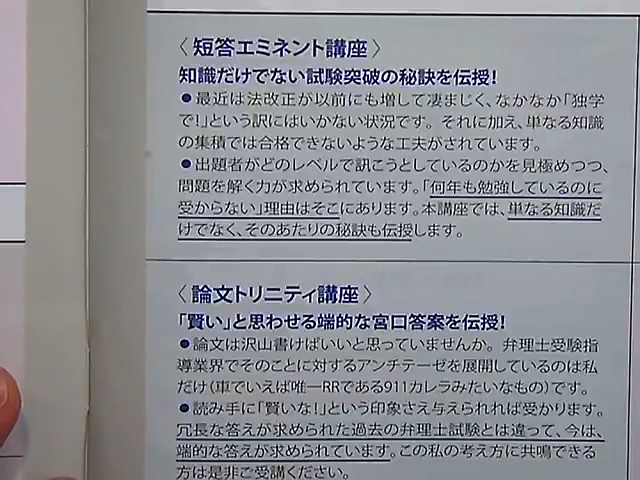 〈短答エミネント講座〉
知識だけでない試験突破の秘訣を伝授！
●最近は法改正が以前にも増して凄まじく、なかなか「独学
で！」という訳にはいかない状況です。それに加え、単なる知識
の集積では合格できないような工夫がされています。
●出題者がどのレベルで訊こうとしているのかを見極めつつ、
問題を解く力が求められています。「何年も勉強しているのに
受からない」理由はそこにあります。本講座では、単なる知識だ
けでなく、そのあたりの秘訣も伝授します。
〈論文トリニティ講座〉
「賢い」と思わせる端的な宮口答案を伝授！
●論文は沢山書けばいいと思っていませんか。弁理士受験指
導業界でそのことに対するアンチテーゼを展開しているのは私
だけ（車でいえば唯一RRである911カレラみたいなもの）です。
●読み手に「賢いな！」という印象さえ与えられれば受かります。
冗長な答えが求められた過去の弁理士試験とは違って、今は、
端的な答えが求められています。この私の考え方に共鳴できる
方は是非ご受講ください。